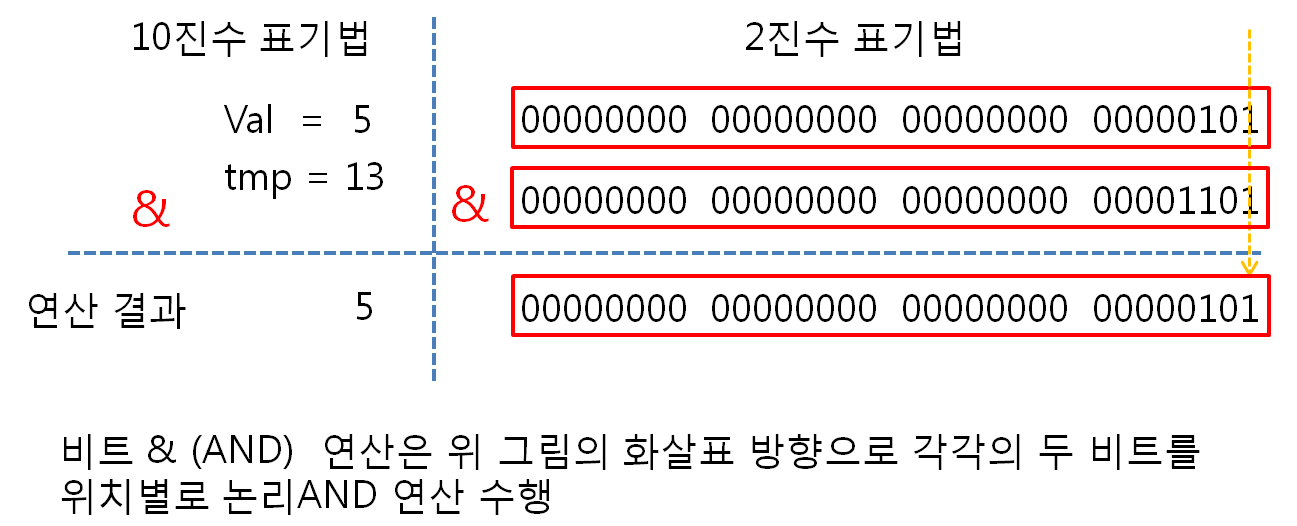 10진수 표기법 2진수 표기법
Val = 5 00000000 00000000 00000000 00000101
tmp = 13
& & 00000000 00000000 00000000 00001101
연산 결과 5 00000000 00000000 00000000 00000101
비트 & (AND) 연산은 위 그림의 화살표 방향으로 각각의 두 비트를
위치별로 논리AND 연산 수행